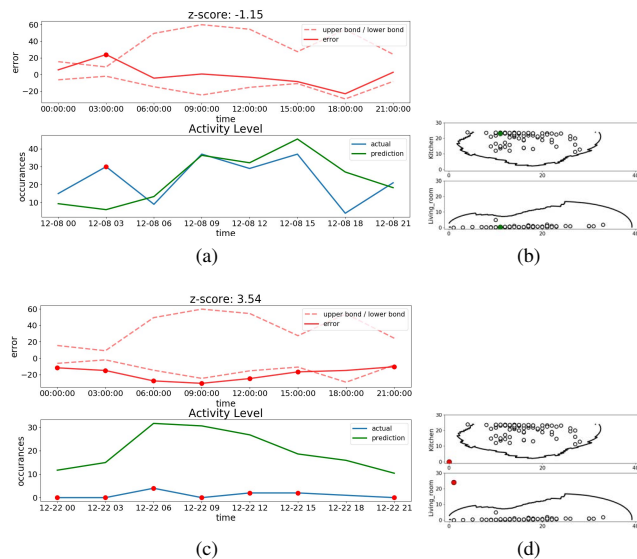 z-score: -1.15
60
40
20
0
−20
error
upper bond / lower bond
error
00:00:00 03:00:00 06:00:00 09:00:00 12:00:00 15:00:00 18:00:00 21:00:00
time
Activity Level
40
30
20
10
occurances
actual
prediction
12-08 00 12-08 03 12-08 06 12-08 09 12-08 12 12-08 15 12-08 18 12-08 21
time
(a)
30
20
10
0
Kitchen
0 20 40
30
20
10
0
Living_room
0 20 40
(b)
z-score: 3.54
60
40
20
0
−20
error
upper bond / lower bond
error
00:00:00 03:00:00 06:00:00 09:00:00 12:00:00 15:00:00 18:00:00 21:00:00
time
Activity Level
30
20
10
0
occurances
actual
prediction
12-22 00 12-22 03 12-22 06 12-22 09 12-22 12 12-22 15 12-22 18 12-22 21
time
(c)
30
20
10
0
Kitchen
0 20 40
30
20
10
0
Living_room
0 20 40
(d)